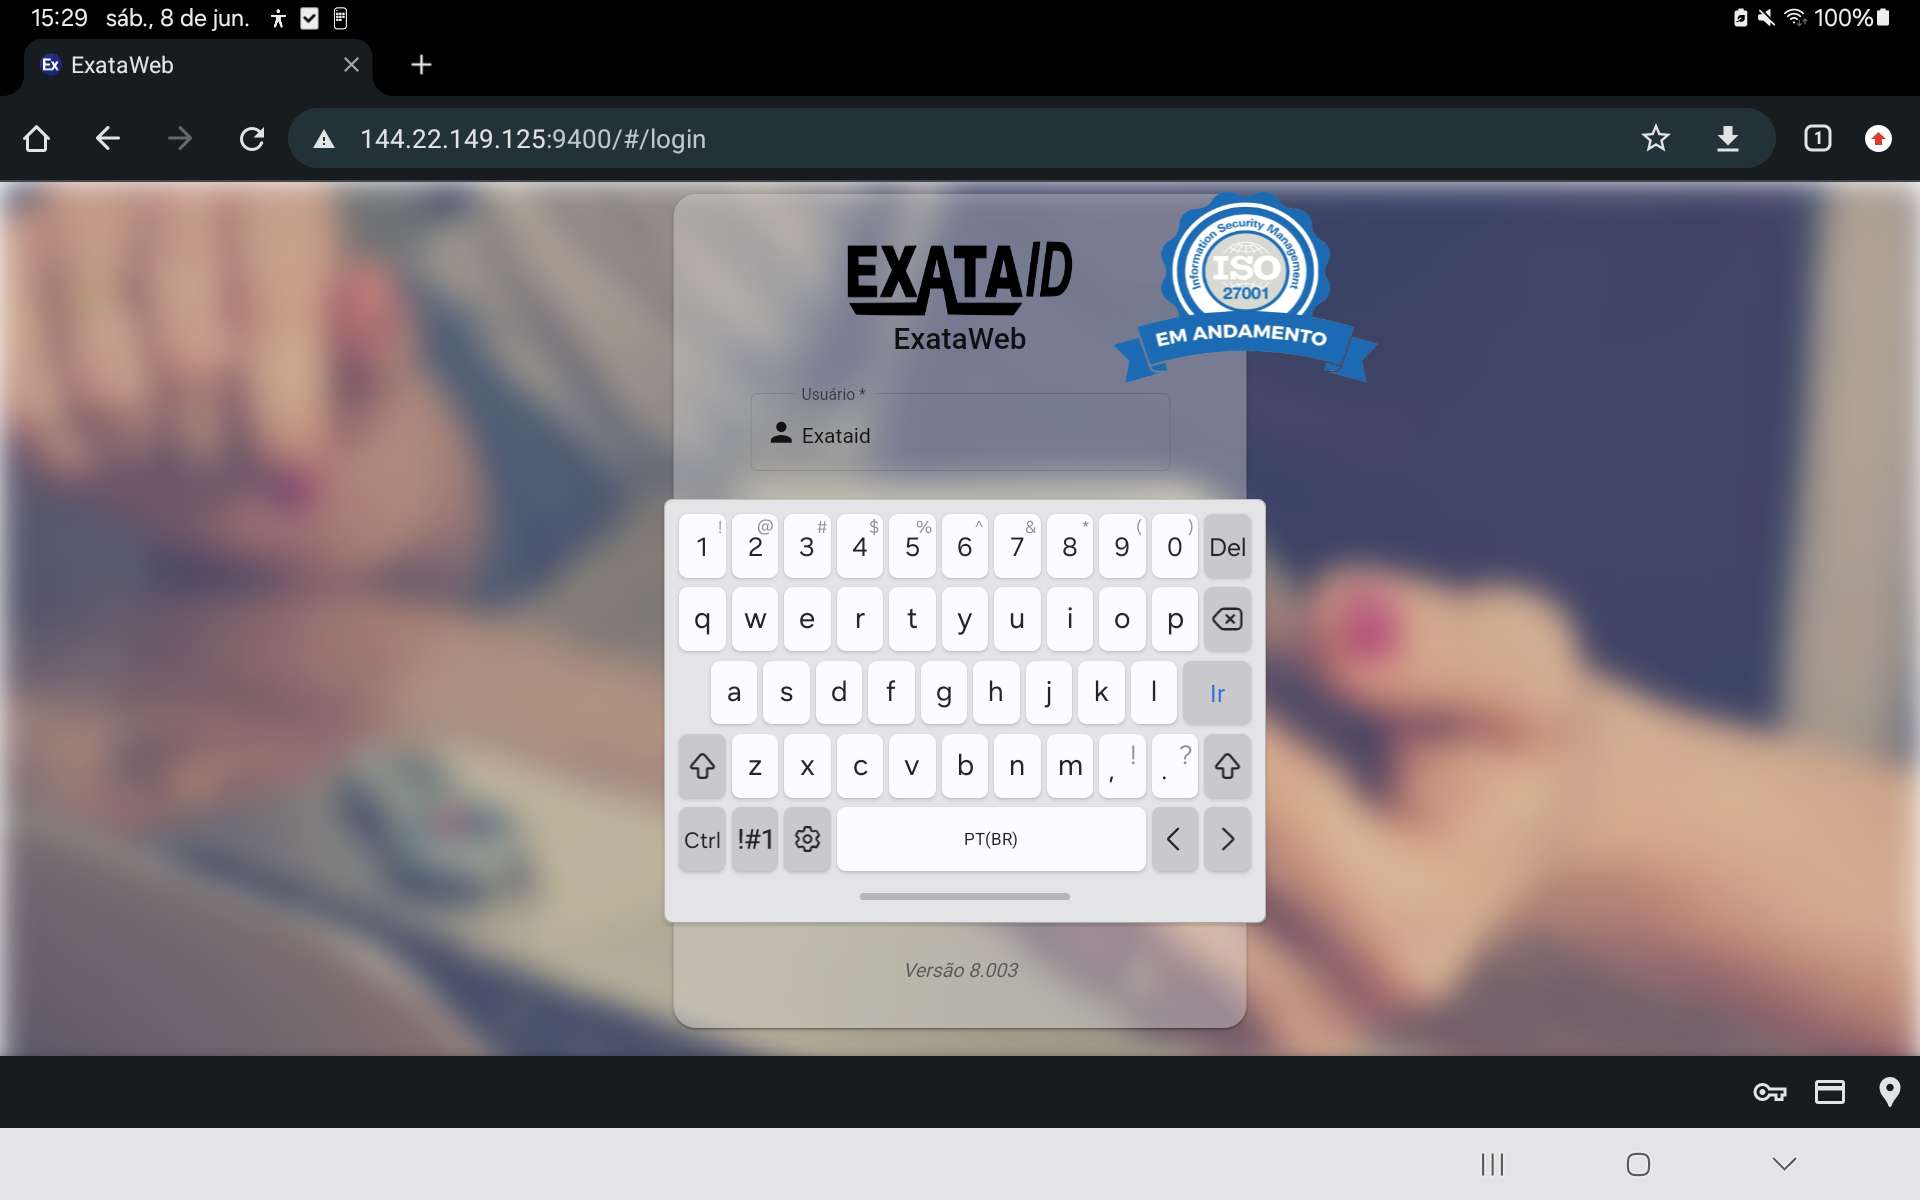 15:29 sáb., 8 de jun. 100%
Ex ExataWeb
144.22.149.125:9400/#/login
1
EXATAID
ExataWeb
Information Security Management
ISO
27001
EM ANDAMENTO
Usuário *
Exataid
! @ # $ % ^ & * ( )
1 2 3 4 5 6 7 8 9 0 Del
q w e r t y u i o p
a s d f g h j k l Ir
z x c v b n m , ! . ?
Ctrl !#1 PT(BR) < >
Versão 8.003